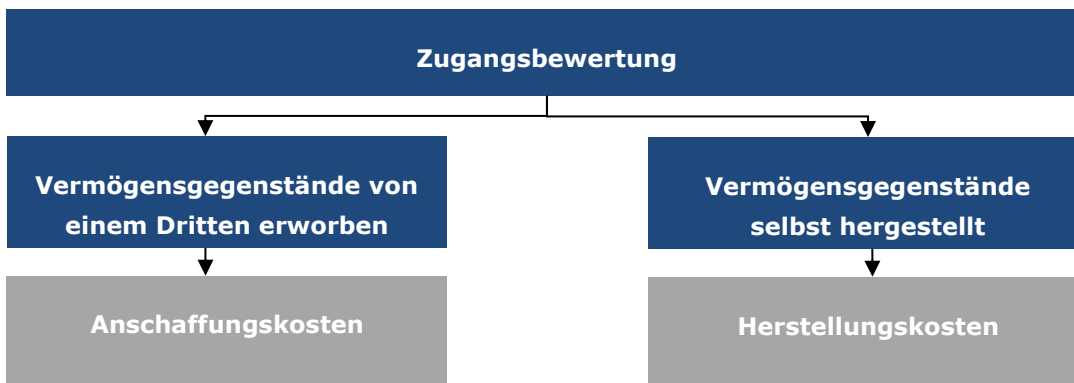 Zugangsbewertung
Vermögensgegenstände von
einem Dritten erworben
Vermögensgegenstände
selbst hergestellt
Anschaffungskosten
Herstellungskosten